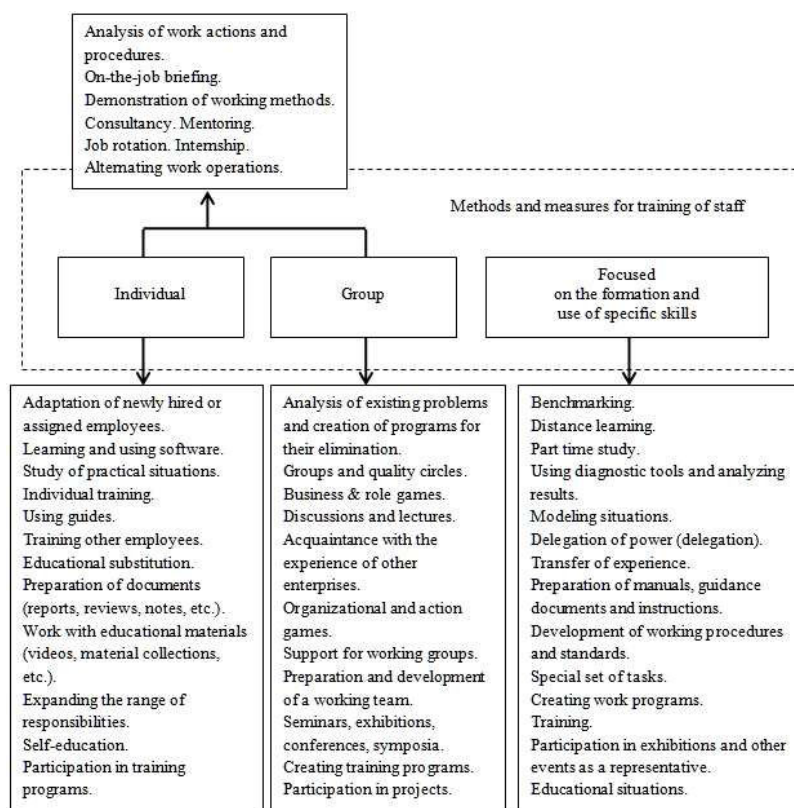 Analysis of work actions and
procedures.
On-the-job briefing.
Demonstration of working methods.
Consultancy. Mentoring.
Job rotation. Internship.
Alternating work operations.
Methods and measures for training of staff
Individual
Group
Focused
on the formation and
use of specific skills
Adaptation of newly hired or
assigned employees.
Learning and using software.
Study of practical situations.
Individual training.
Using guides.
Training other employees.
Educational substitution.
Preparation of documents
(reports, reviews, notes, etc.).
Work with educational materials
(videos, material collections,
etc.).
Expanding the range of
responsibilities.
Self-education.
Participation in training
programs.
Analysis of existing problems
and creation of programs for
their elimination.
Groups and quality circles.
Business & role games.
Discussions and lectures.
Acquaintance with the
experience of other
enterprises.
Organizational and action
games.
Support for working groups.
Preparation and development
of a working team.
Seminars, exhibitions,
conferences, symposia.
Creating training programs.
Participation in projects.
Benchmarking.
Distance learning.
Part time study.
Using diagnostic tools and analyzing
results.
Modeling situations.
Delegation of power (delegation).
Transfer of experience.
Preparation of manuals, guidance
documents and instructions.
Development of working procedures
and standards.
Special set of tasks.
Creating work programs.
Training.
Participation in exhibitions and other
events as a representative.
Educational situations.